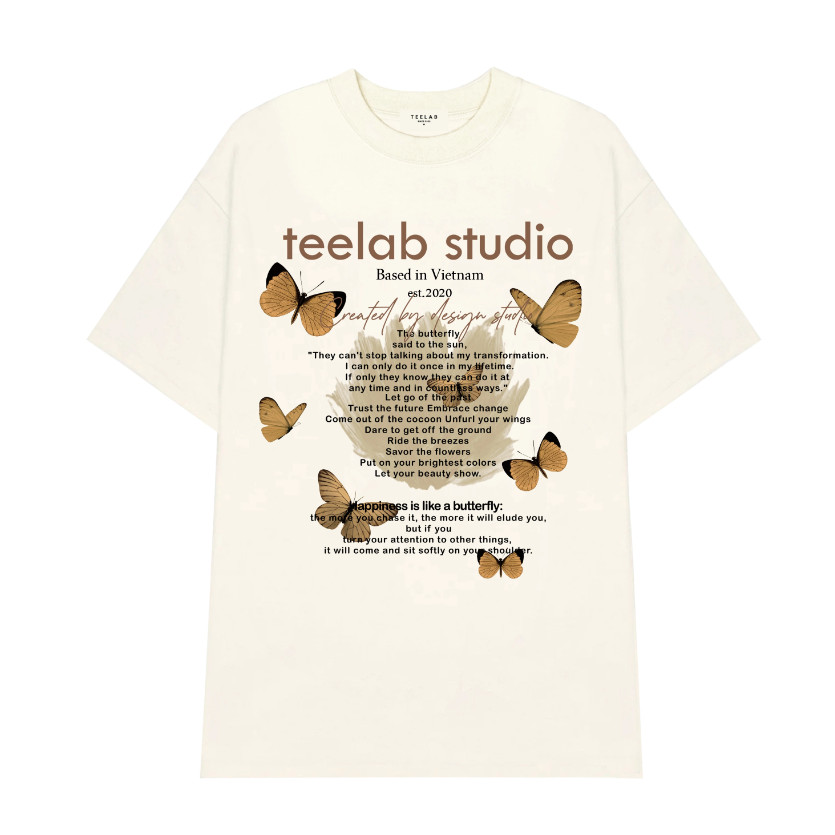 TEELAB
teelab studio
Based in Vietnam
est.2020
Created by design studio
The butterfly
said to the sun,
"They can't stop talking about my transformation.
I can only do it once in my lifetime.
If only they know they can do it at
any time and in countless ways."
Let go of the past
Trust the future Embrace change
Come out of the cocoon Unfurl your wings
Dare to get off the ground
Ride the breezes
Savor the flowers
Put on your brightest colors
Let your beauty show.
Happiness is like a butterfly:
the more you chase it, the more it will elude you,
but if you
turn your attention to other things,
it will come and sit softly on your shoulder.